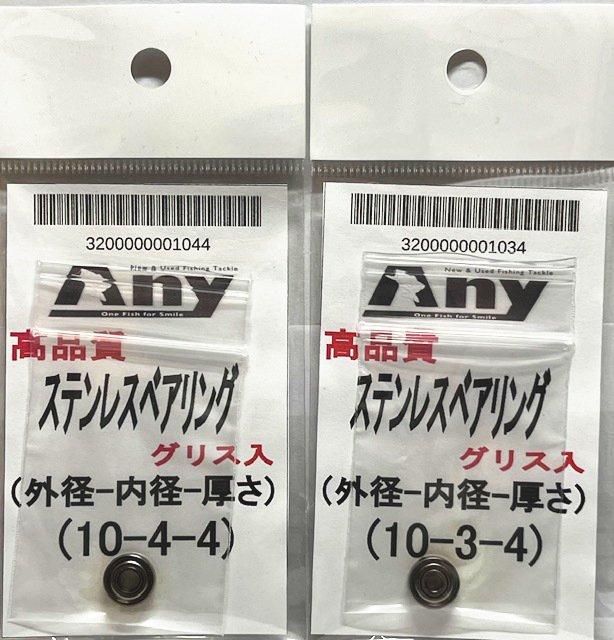 3200000001044
New & Used Fishing Tackle
Any
One Fish for Smile
高品質
ステンレスベアリング
グリス入
(外径-内径-厚さ)
(10-4-4)
3200000001034
New & Used Fishing Tackle
Any
One Fish for Smile
高品質
ステンレスベアリング
グリス入
(外径-内径-厚さ)
(10-3-4)